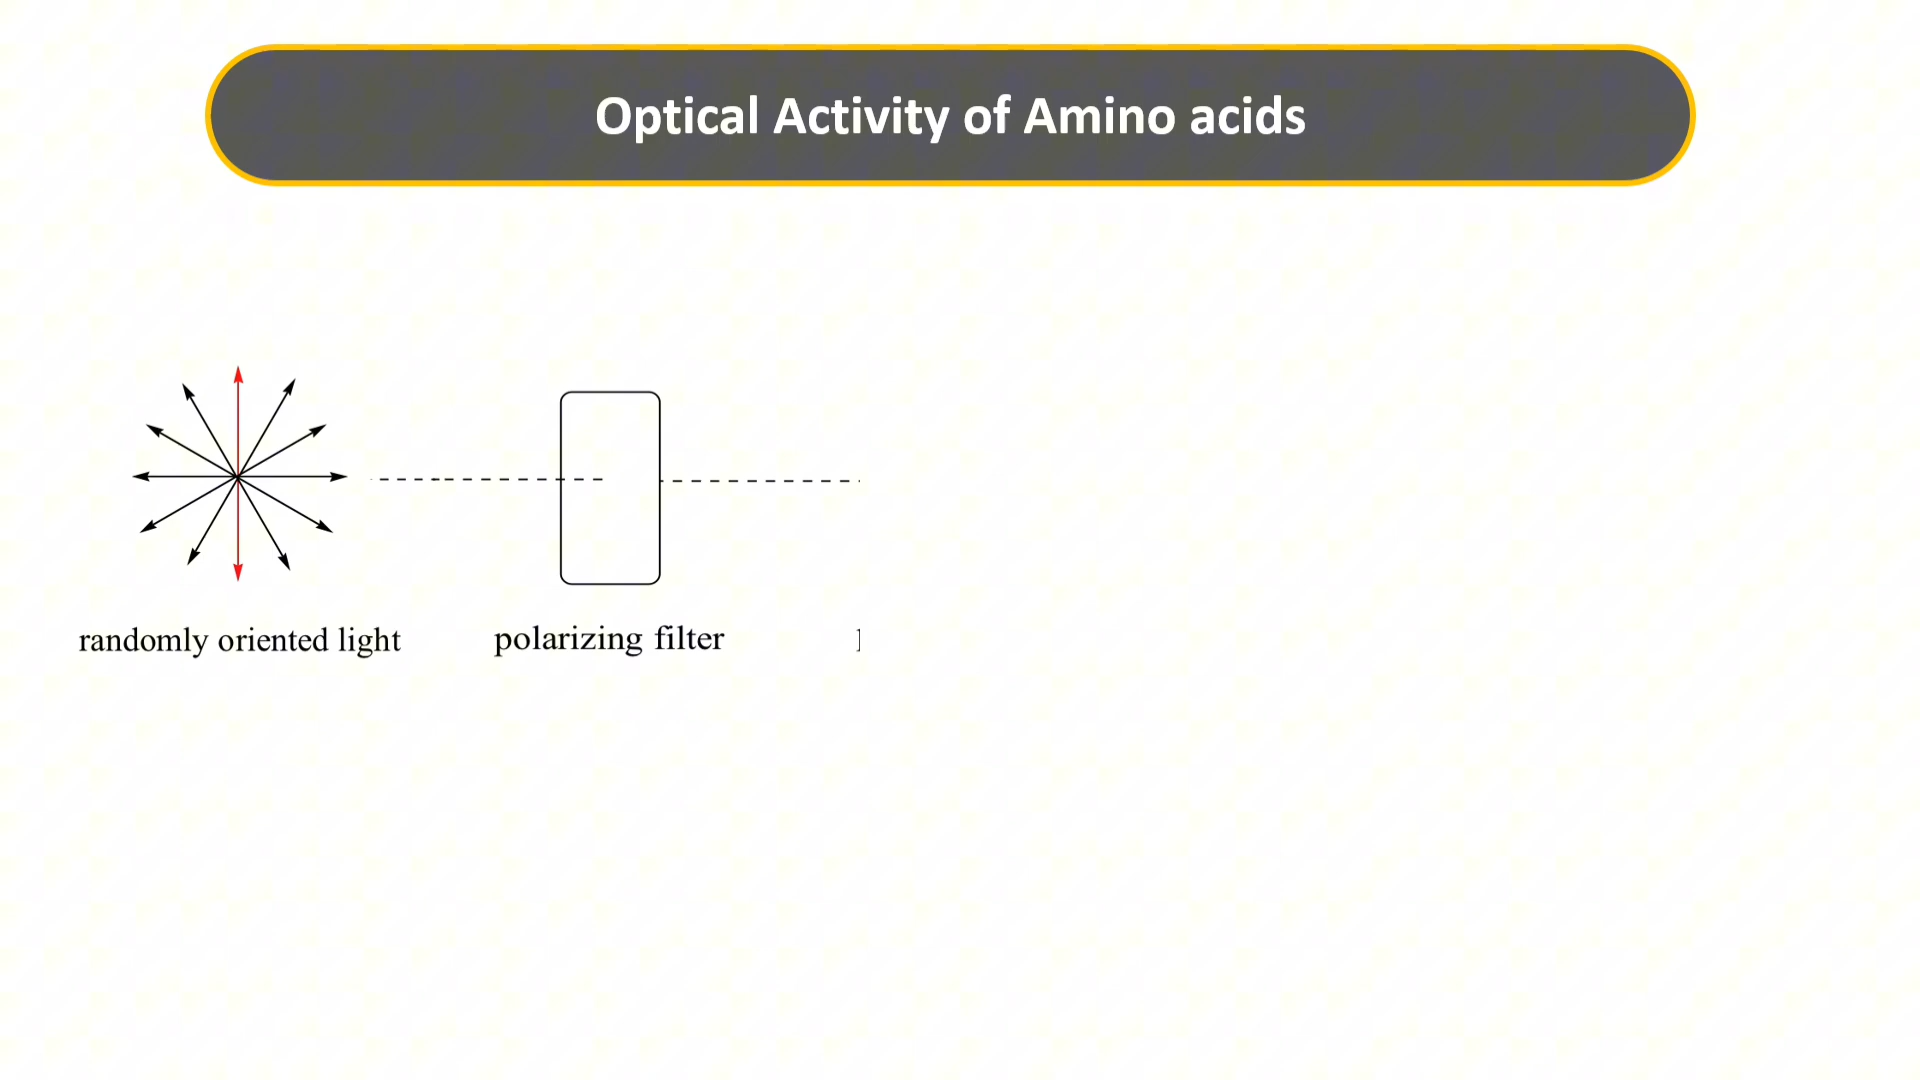 Optical Activity of Amino acids
randomly oriented light
polarizing filter